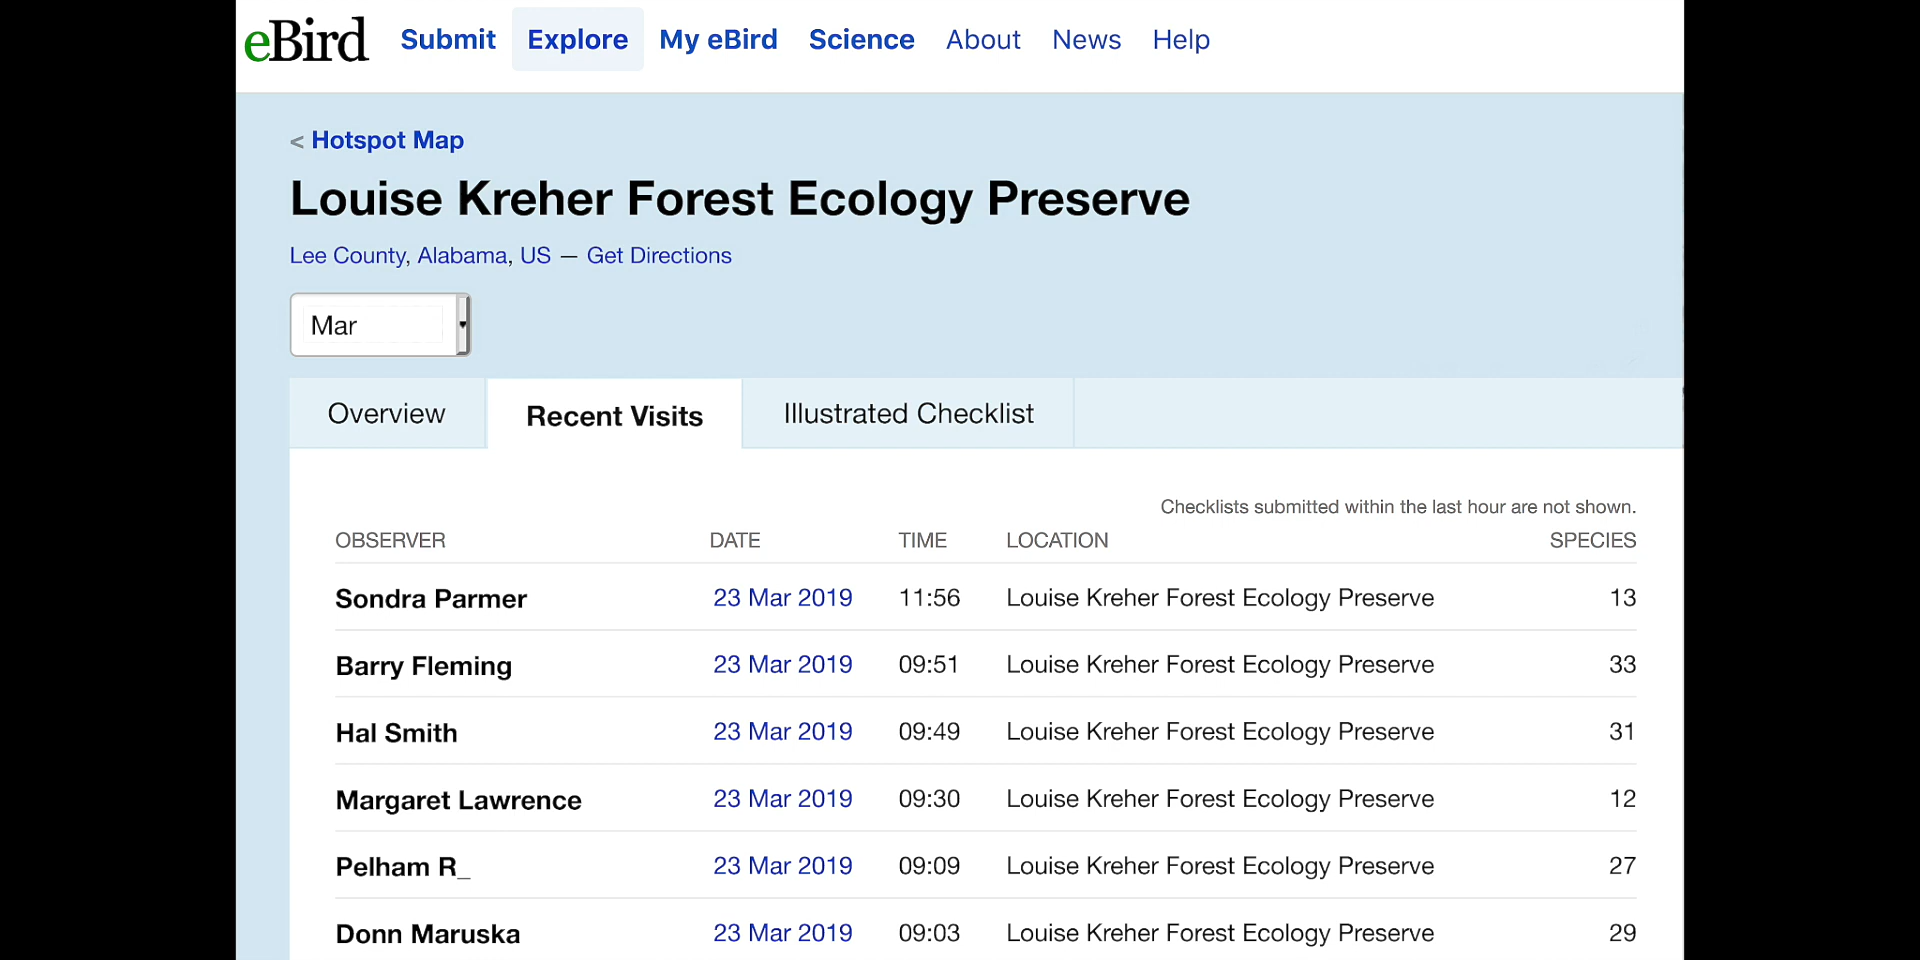 eBird Submit Explore My eBird Science About News Help
< Hotspot Map
Louise Kreher Forest Ecology Preserve
Lee County, Alabama, US — Get Directions
Mar
Overview Recent Visits Illustrated Checklist
Checklists submitted within the last hour are not shown.
OBSERVER DATE TIME LOCATION SPECIES
Sondra Parmer 23 Mar 2019 11:56 Louise Kreher Forest Ecology Preserve 13
Barry Fleming 23 Mar 2019 09:51 Louise Kreher Forest Ecology Preserve 33
Hal Smith 23 Mar 2019 09:49 Louise Kreher Forest Ecology Preserve 31
Margaret Lawrence 23 Mar 2019 09:30 Louise Kreher Forest Ecology Preserve 12
Pelham R_ 23 Mar 2019 09:09 Louise Kreher Forest Ecology Preserve 27
Donn Maruska 23 Mar 2019 09:03 Louise Kreher Forest Ecology Preserve 29